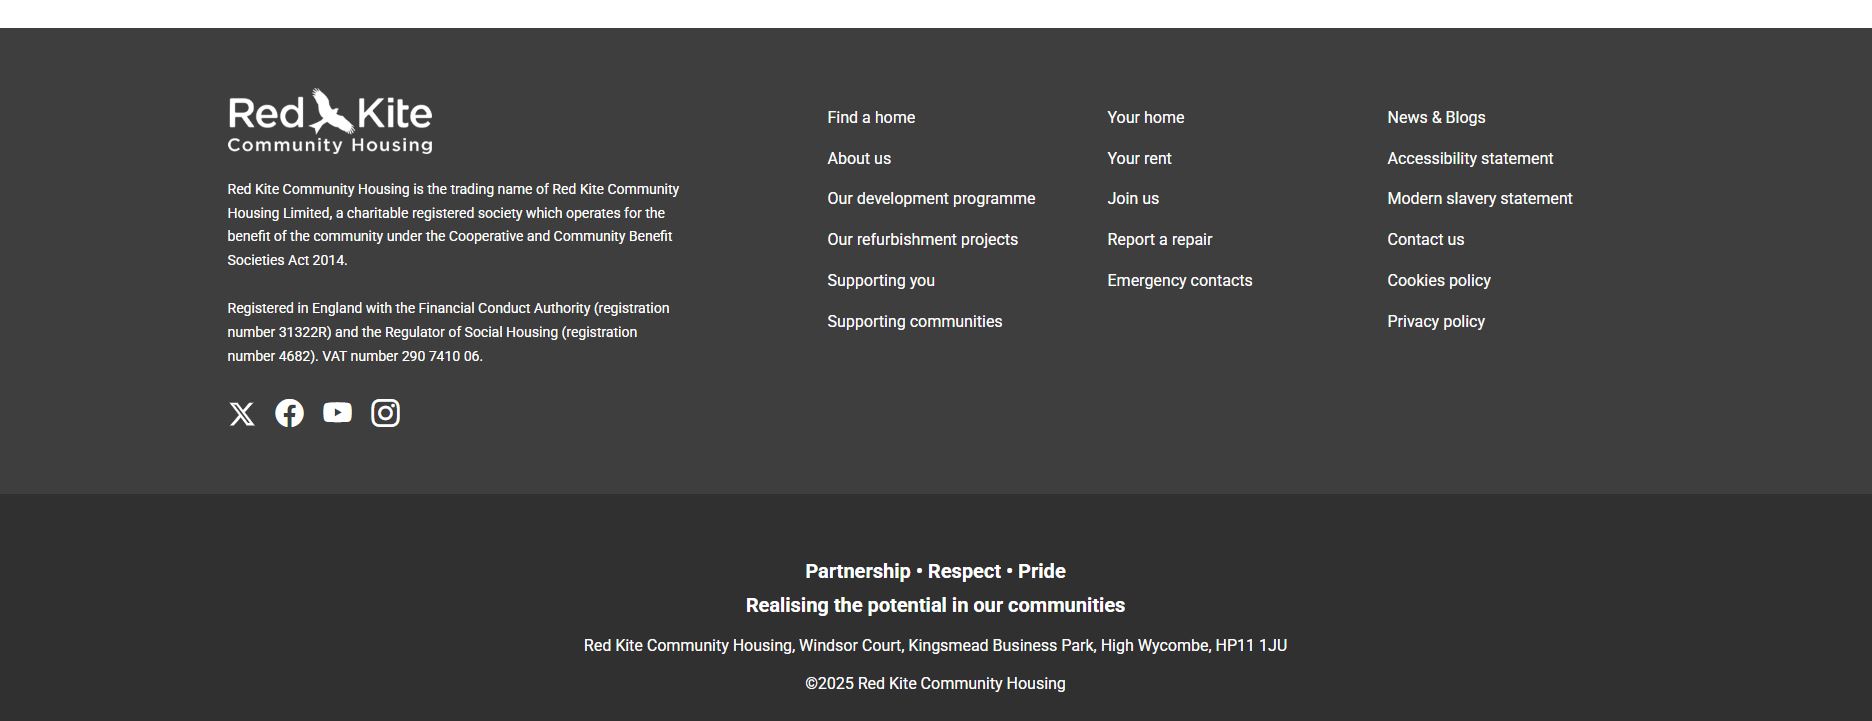 Red Kite
Community Housing
Red Kite Community Housing is the trading name of Red Kite Community
Housing Limited, a charitable registered society which operates for the
benefit of the community under the Cooperative and Community Benefit
Societies Act 2014.
Registered in England with the Financial Conduct Authority (registration
number 31322R) and the Regulator of Social Housing (registration
number 4682). VAT number 290 7410 06.
Find a home
About us
Our development programme
Our refurbishment projects
Supporting you
Supporting communities
Your home
Your rent
Join us
Report a repair
Emergency contacts
News & Blogs
Accessibility statement
Modern slavery statement
Contact us
Cookies policy
Privacy policy
Partnership • Respect • Pride
Realising the potential in our communities
Red Kite Community Housing, Windsor Court, Kingsmead Business Park, High Wycombe, HP11 1JU
©2025 Red Kite Community Housing